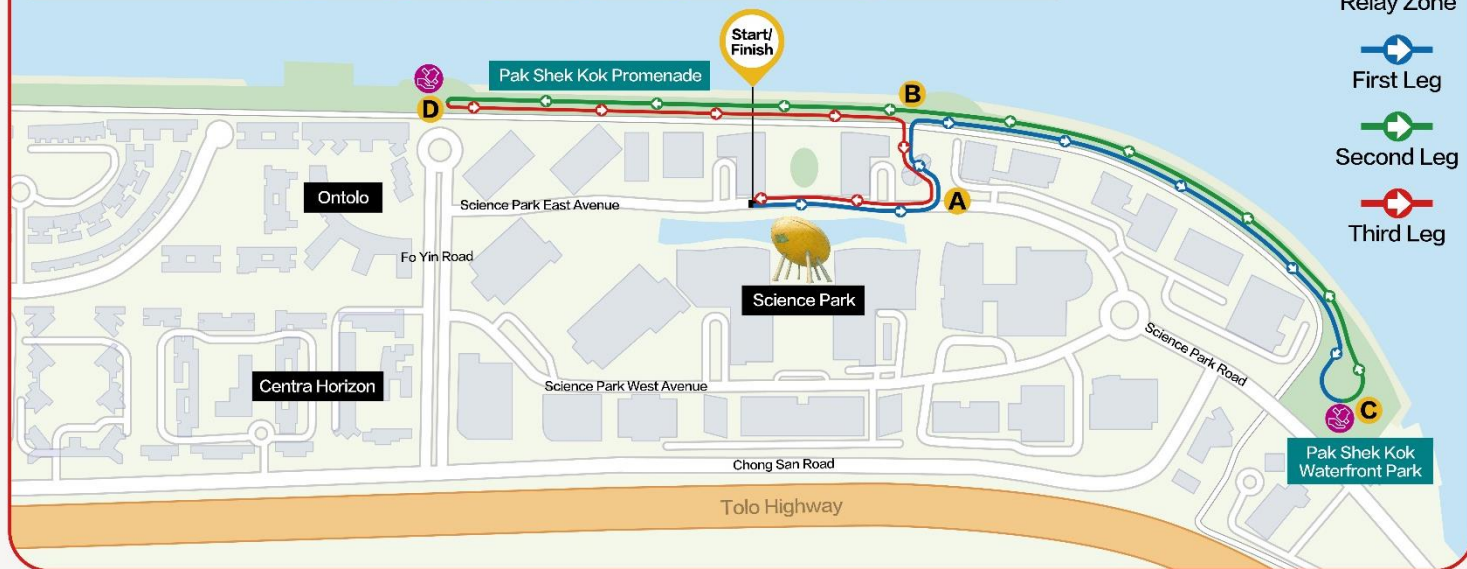 Relay Zone
Start/
Finish
First Leg
Pak Shek Kok Promenade
B
D
Second Leg
Ontolo
Science Park East Avenue
A
Third Leg
Fo Yin Road
Science Park
Science Park Road
Centra Horizon
Science Park West Avenue
C
Pak Shek Kok
Waterfront Park
Chong San Road
Tolo Highway